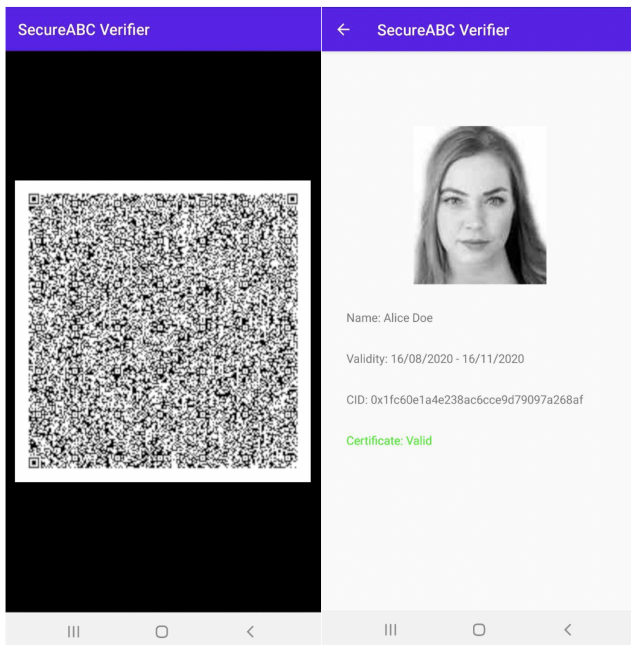 SecureABC Verifier
SecureABC Verifier
Name: Alice Doe
Validity: 16/08/2020 - 16/11/2020
CID: 0x1fc60e1a4e238ac6cce9d79097a268af
Certificate: Valid